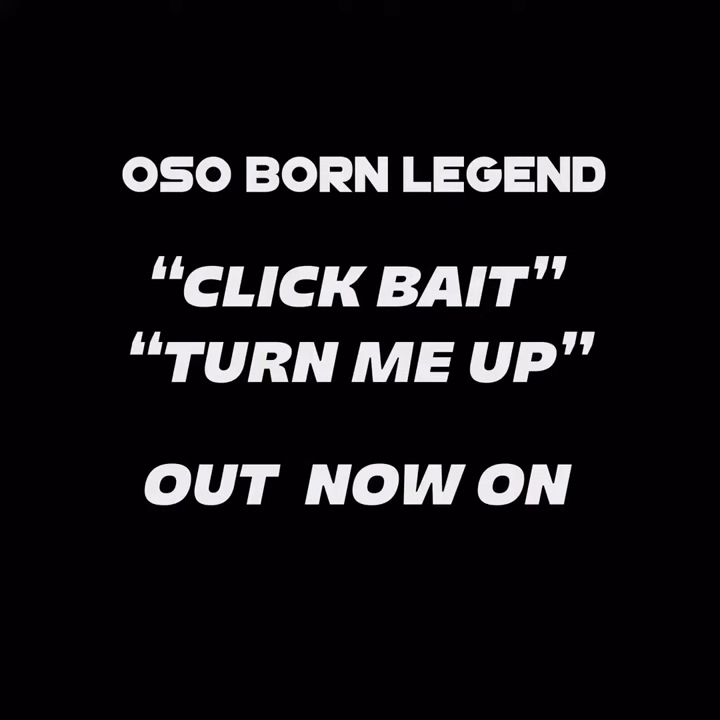 OSO BORN LEGEND
“CLICK BAIT”
“TURN ME UP”
OUT NOW ON